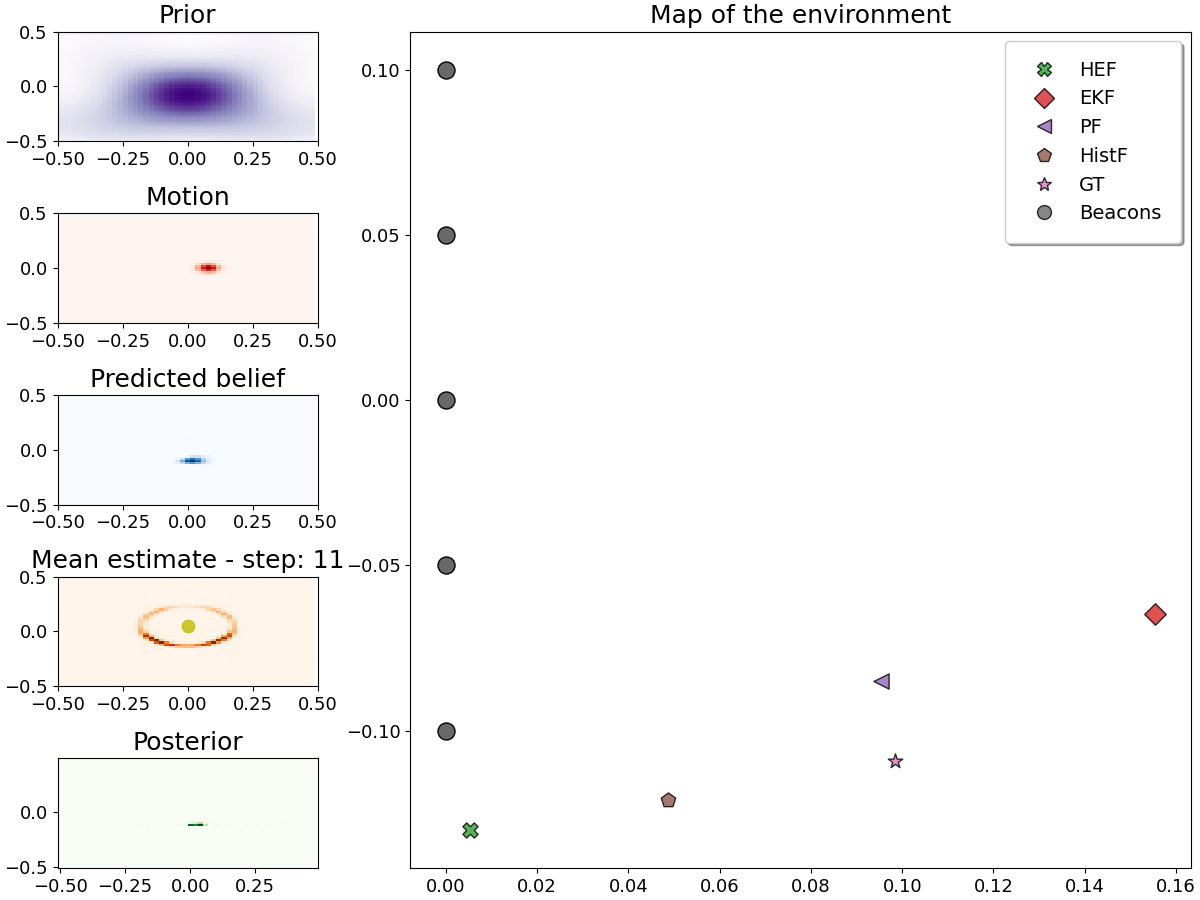 Prior
0.5
0.0
−0.5
−0.50 −0.25 0.00 0.25 0.50
Motion
0.5
0.0
−0.5
−0.50 −0.25 0.00 0.25 0.50
Predicted belief
0.5
0.0
−0.5
−0.50 −0.25 0.00 0.25 0.50
Mean estimate - step: 11
0.5
0.0
−0.5
−0.50 −0.25 0.00 0.25 0.50
Posterior
0.0
−0.5
−0.50 −0.25 0.00 0.25
Map of the environment
0.10
0.05
0.00
−0.05
−0.10
0.00 0.02 0.04 0.06 0.08 0.10 0.12 0.14 0.16
HEF
EKF
PF
HistF
GT
Beacons